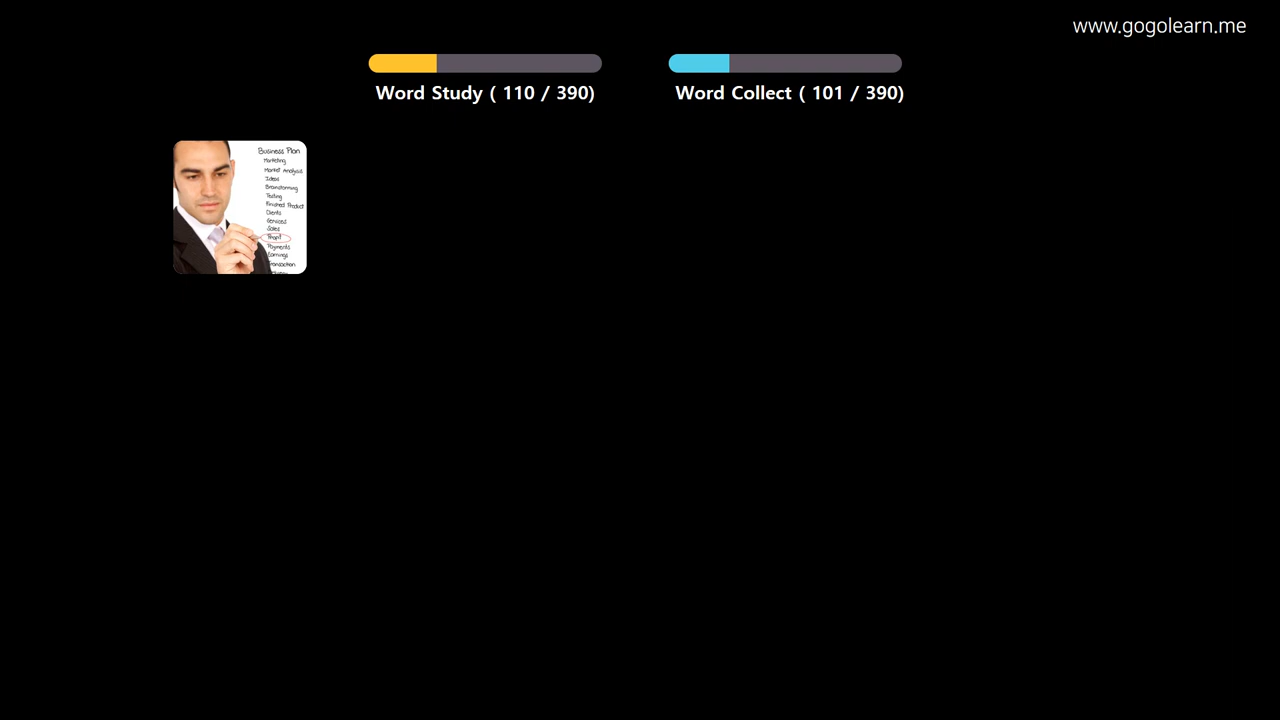 www.gogolearn.me
Word Study ( 110 / 390)
Word Collect ( 101 / 390)
Business Plan
Marketing
Market Analysis
Ideas
Brainstorming
Testing
Finished Product
Clients
Services
Sales
Profit
Payments
Earnings
Transaction